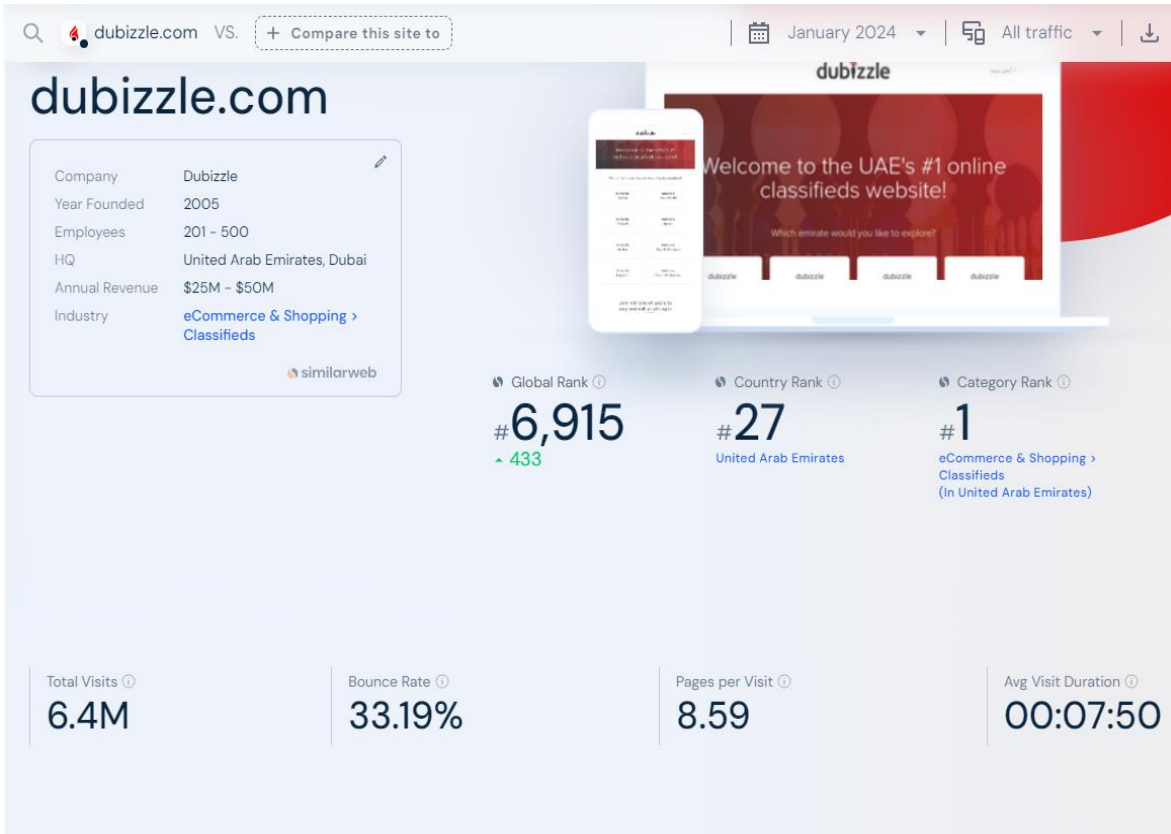 dubizzle.com VS. + Compare this site to January 2024 All traffic
dubizzle.com
Company Dubizzle
Year Founded 2005
Employees 201 - 500
HQ United Arab Emirates, Dubai
Annual Revenue $25M - $50M
Industry eCommerce & Shopping >
Classifieds
similarweb
dubizzle
Welcome to the UAE's #1 online
classifieds website!
Which emirate would you like to explore?
dubizzle dubizzle dubizzle dubizzle
Global Rank
#6,915
433
Country Rank
#27
United Arab Emirates
Category Rank
#1
eCommerce & Shopping >
Classifieds
(In United Arab Emirates)
Total Visits
6.4M
Bounce Rate
33.19%
Pages per Visit
8.59
Avg Visit Duration
00:07:50